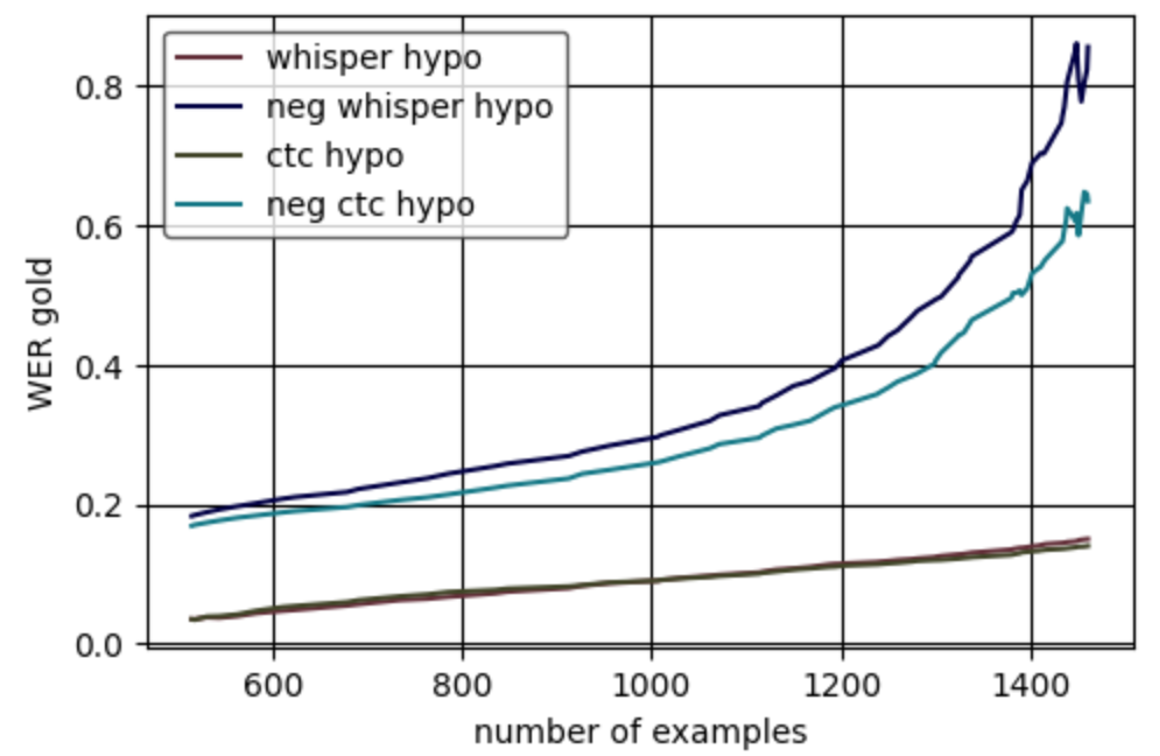 whisper hypo
neg whisper hypo
ctc hypo
neg ctc hypo
WER gold
0.8
0.6
0.4
0.2
0.0
600 800 1000 1200 1400
number of examples